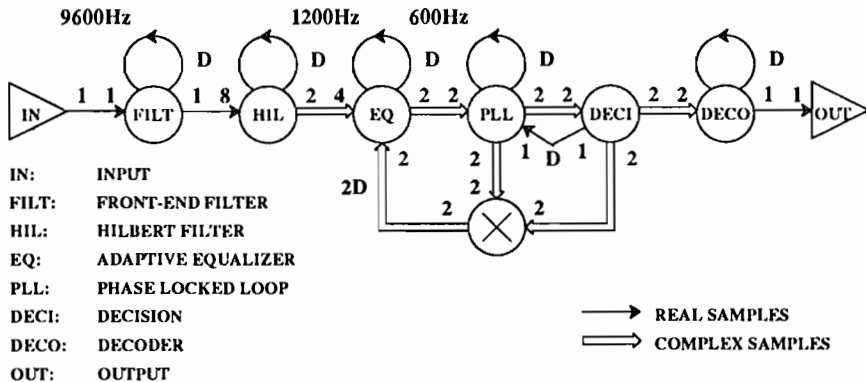 9600Hz 1200Hz 600Hz
D D D D D
IN 1 1 FILT 1 8 HIL 2 4 EQ 2 2 PLL 2 2 DECI 2 2 DECO 1 1 OUT
2 2 1 D 1 2
2D 2 2 2
IN: INPUT
FILT: FRONT-END FILTER
HIL: HILBERT FILTER
EQ: ADAPTIVE EQUALIZER
PLL: PHASE LOCKED LOOP
DECI: DECISION
DECO: DECODER
OUT: OUTPUT
REAL SAMPLES
COMPLEX SAMPLES